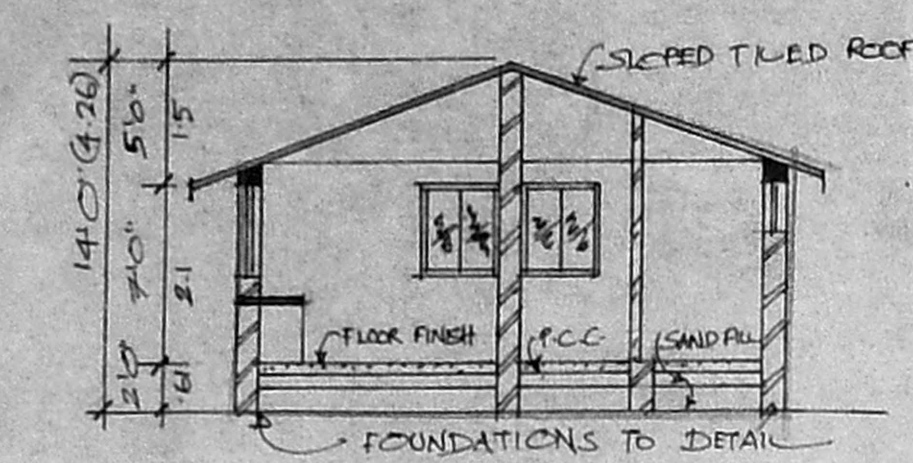 SLOPED TILED ROOF
14'0" (4.26)
5'0"
1.5
7'0"
2.1
2'0"
.61
FLOOR FINISH
P.C.C.
SAND FILL
FOUNDATIONS TO DETAIL